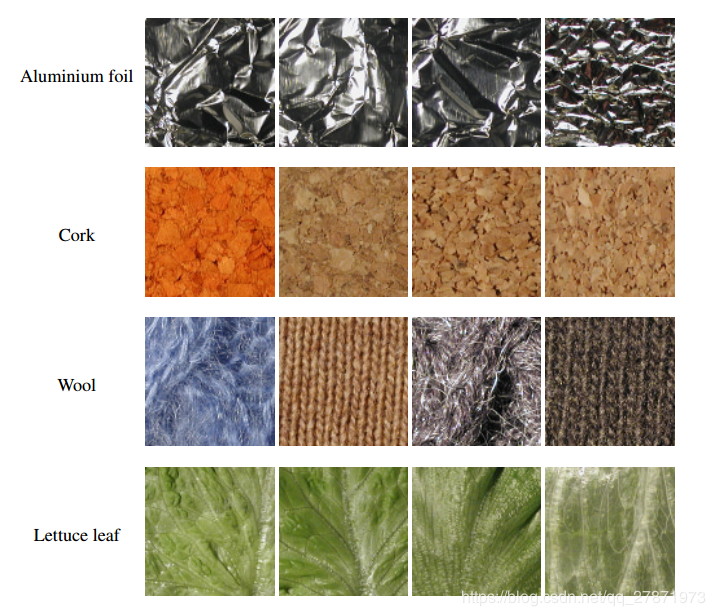 Aluminium foil
Cork
Wool
Lettuce leaf
https://blog.csdn.net/qq_27871973